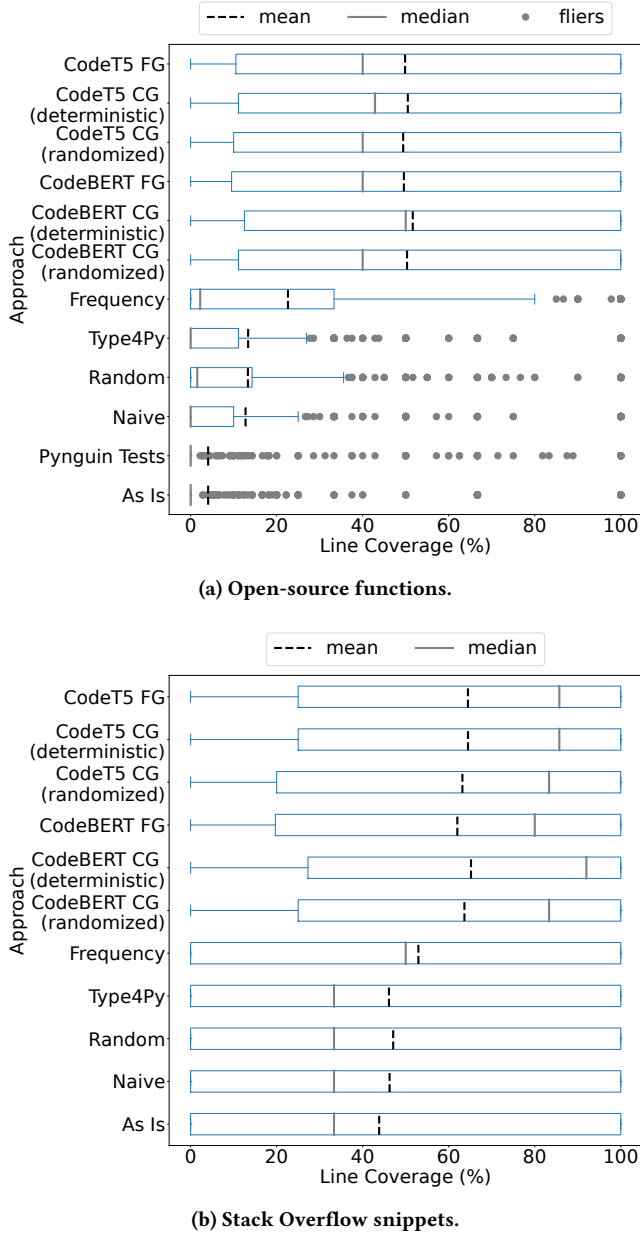 mean median fliers
CodeT5 FG
CodeT5 CG
(deterministic)
CodeT5 CG
(randomized)
CodeBERT FG
CodeBERT CG
(deterministic)
CodeBERT CG
(randomized)
Frequency
Type4Py
Random
Naive
Pynguin Tests
As Is
Approach
0 20 40 60 80 100
Line Coverage (%)
(a) Open-source functions.
mean median
CodeT5 FG
CodeT5 CG
(deterministic)
CodeT5 CG
(randomized)
CodeBERT FG
CodeBERT CG
(deterministic)
CodeBERT CG
(randomized)
Frequency
Type4Py
Random
Naive
As Is
Approach
0 20 40 60 80 100
Line Coverage (%)
(b) Stack Overflow snippets.